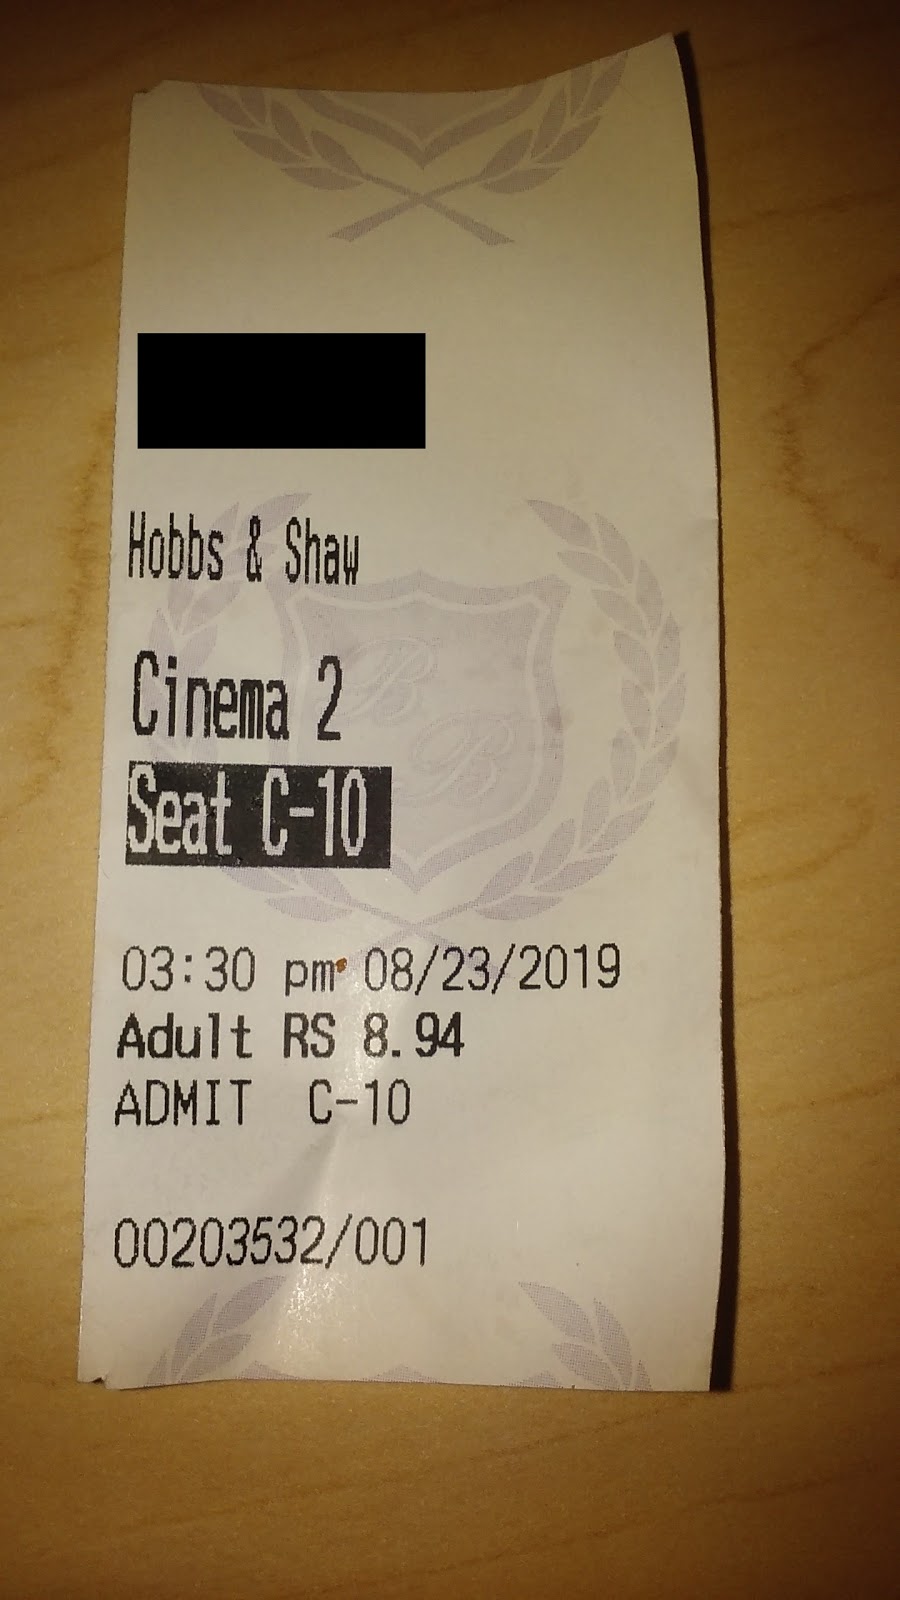 Hobbs & Shaw
Cinema 2
B
B
Seat C-10
03:30 pm 08/23/2019
Adult RS 8.94
ADMIT C-10
00203532/001